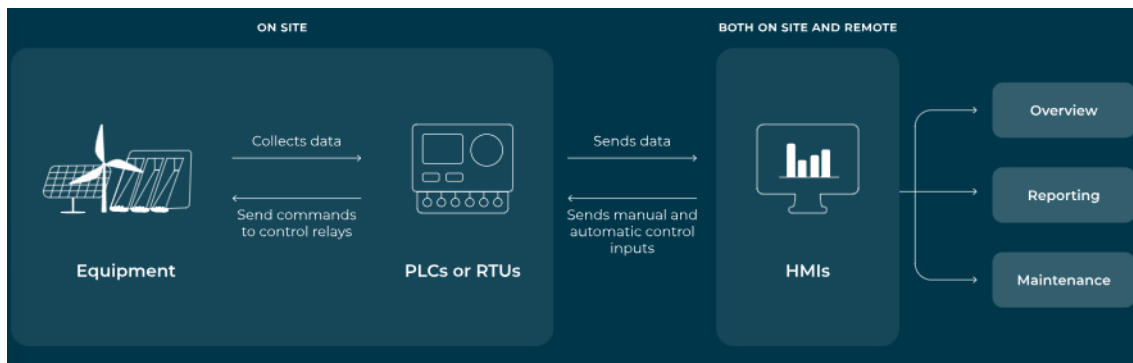 ON SITE
BOTH ON SITE AND REMOTE
Collects data
Send commands
to control relays
Equipment
PLCs or RTUs
Sends data
Sends manual and
automatic control
inputs
HMIs
Overview
Reporting
Maintenance